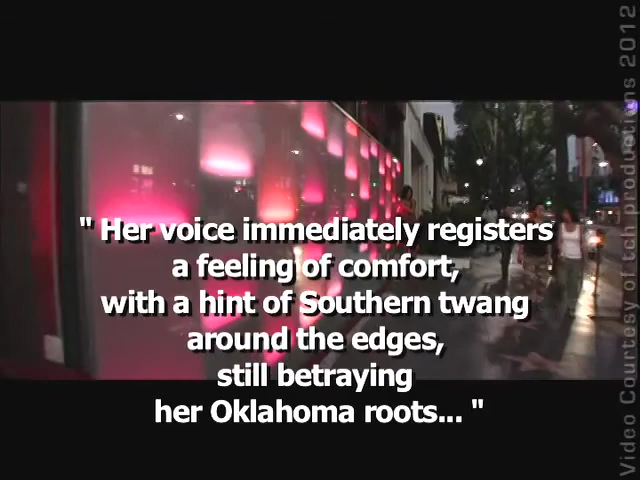 " Her voice immediately registers
a feeling of comfort,
with a hint of Southern twang
around the edges,
still betraying
her Oklahoma roots... "
Video Courtesy of tch productions 2012